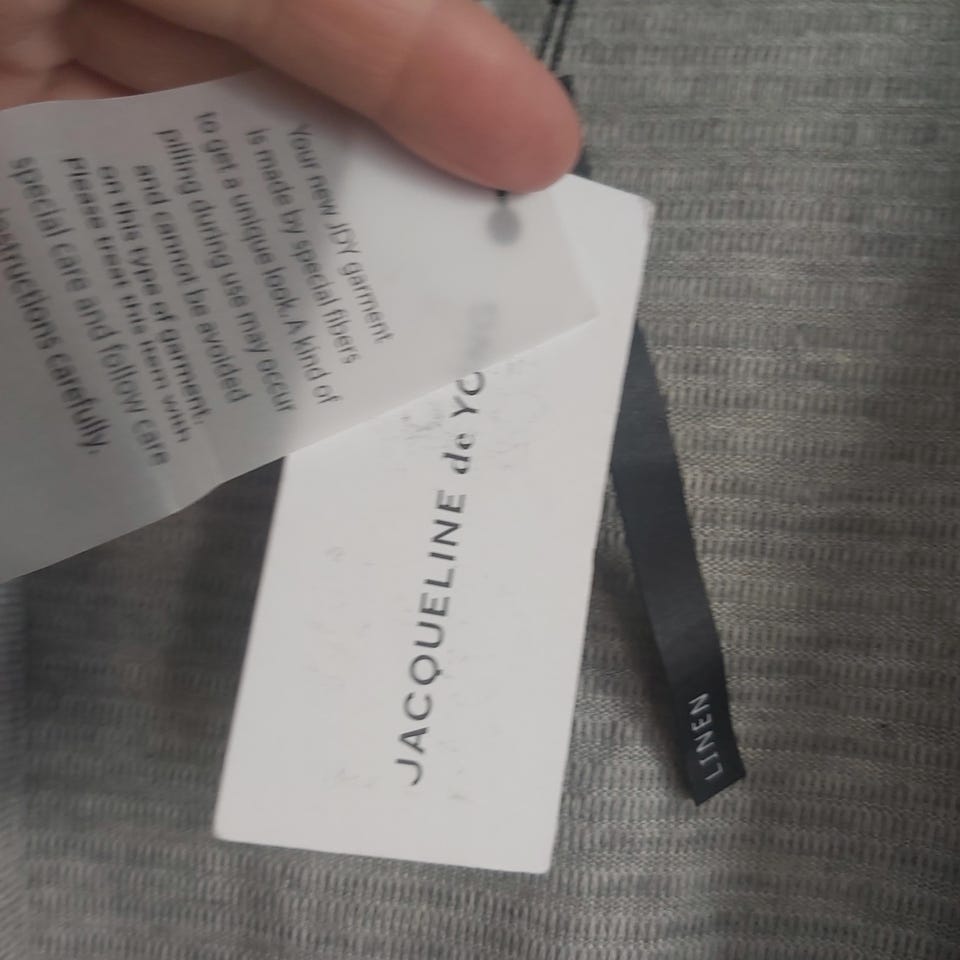 Your new JDY garment
is made by special fibers
to get a unique look. A kind of
pilling during use may occur
and cannot be avoided
on this type of garment.
Please treat this item with
special care and follow care
instructions carefully.
JACQUELINE de YONG
LINEN